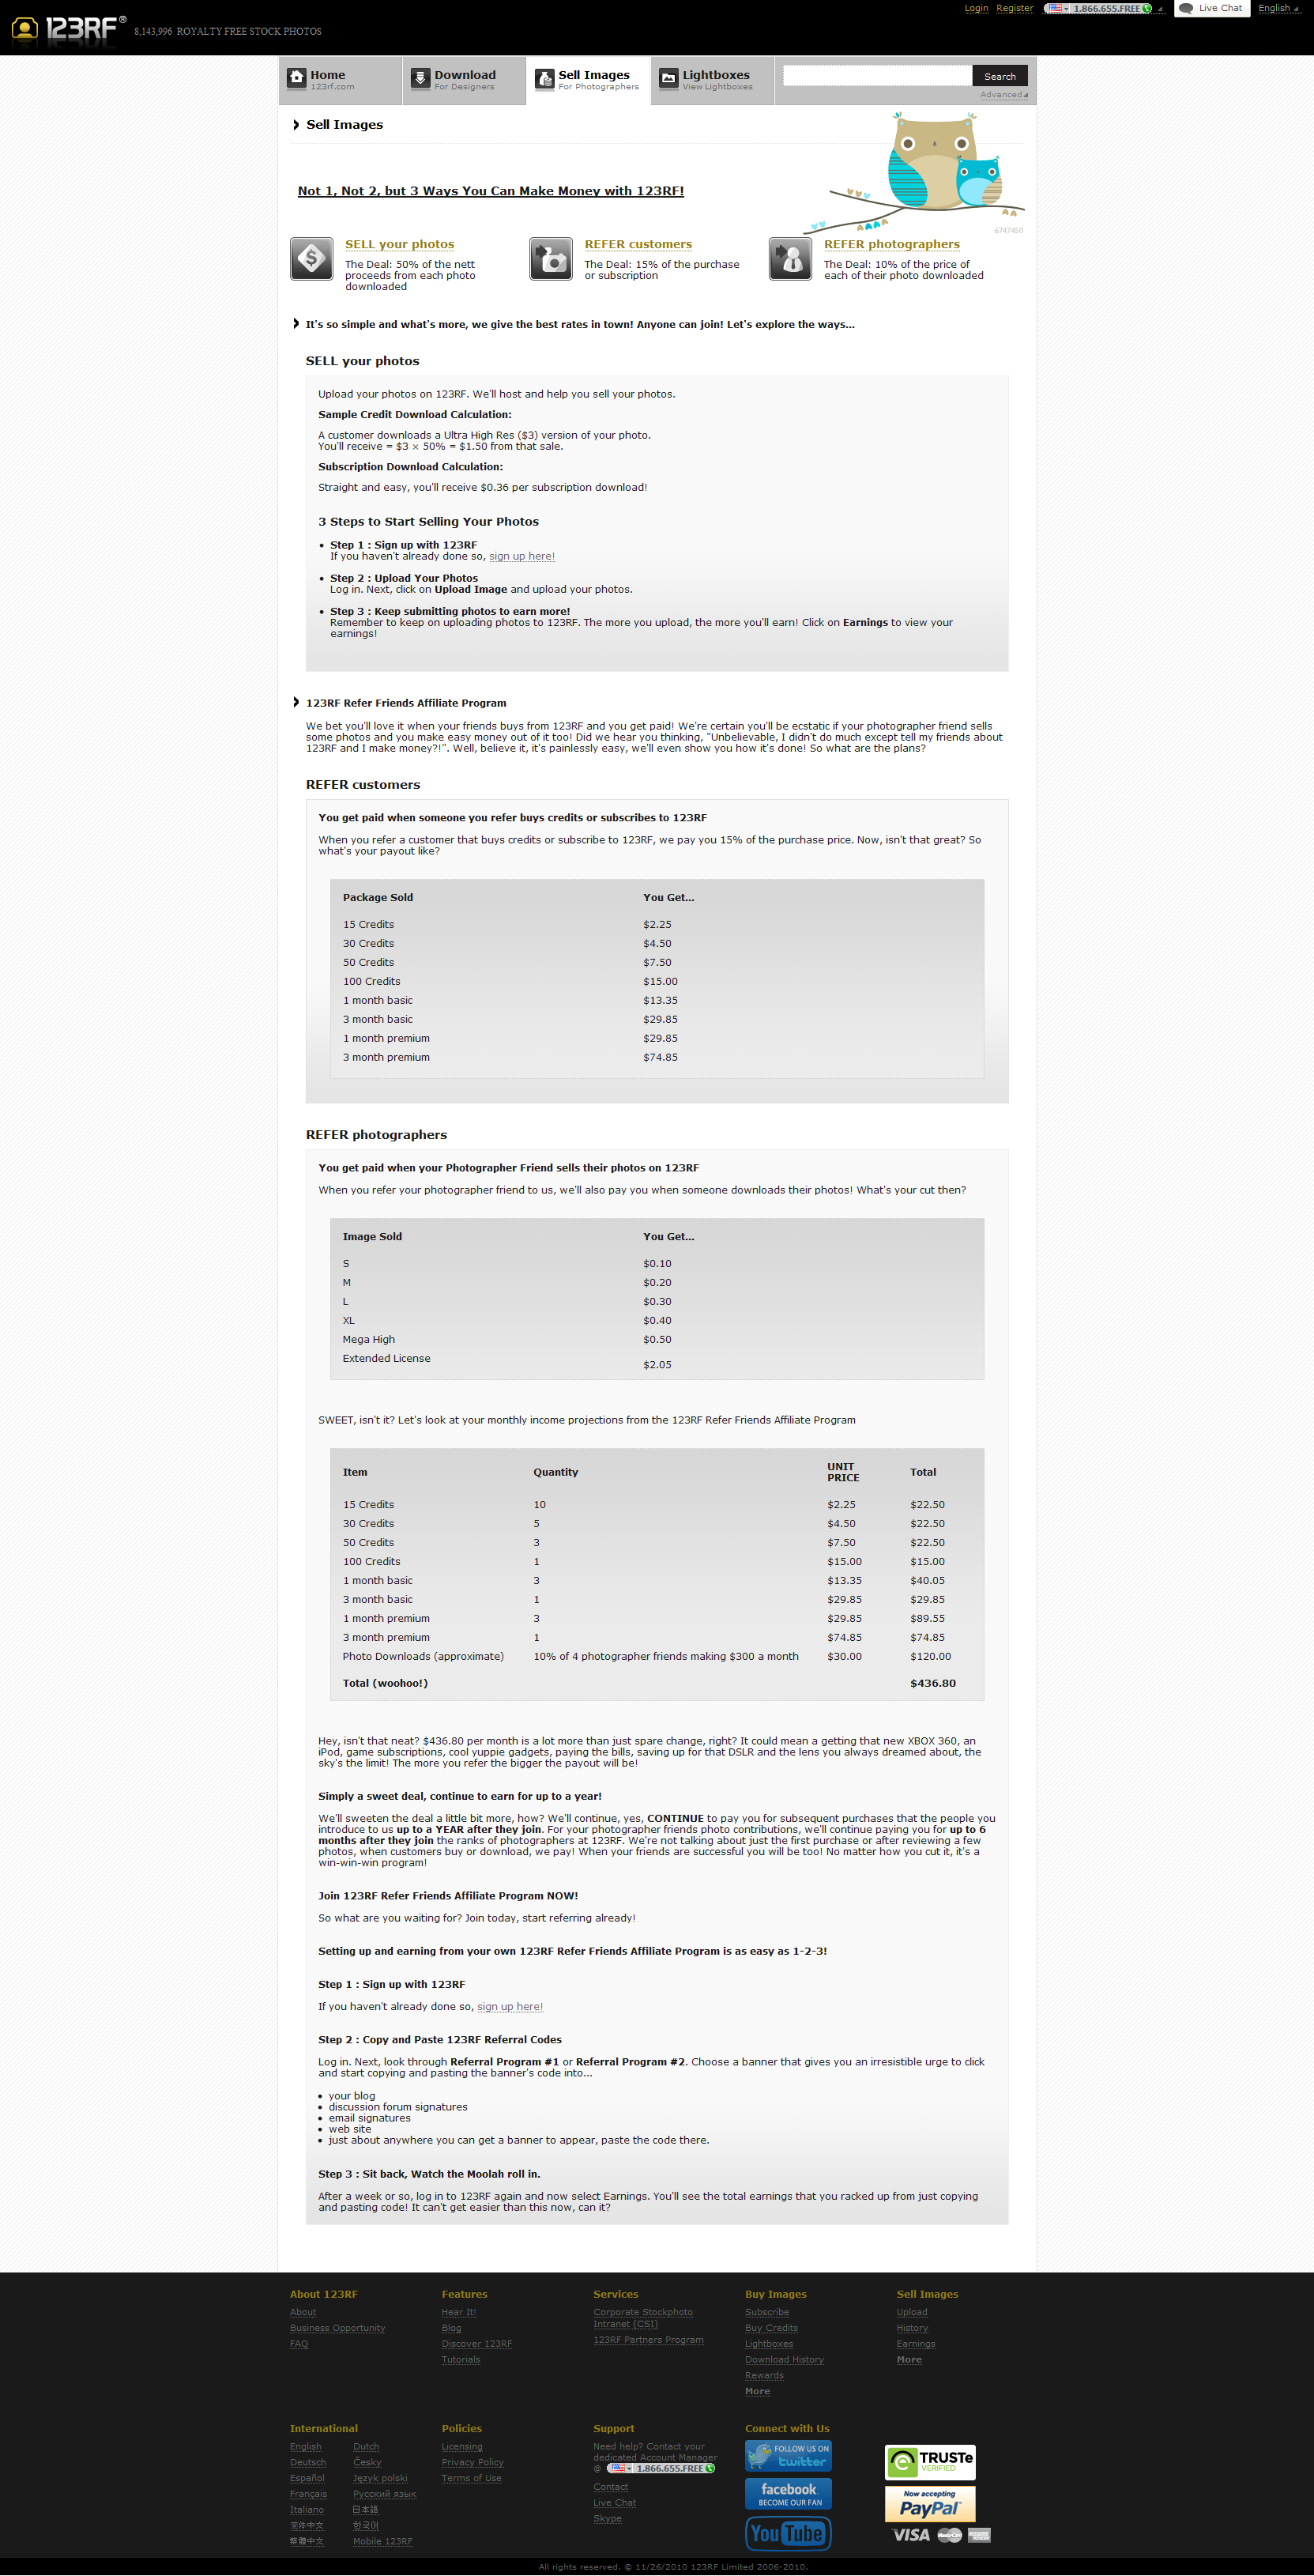 Login Register 1.866.655.FREE Live Chat English
123RF® 8,143,996 ROYALTY FREE STOCK PHOTOS
Home
123rf.com
Download
For Designers
Sell Images
For Photographers
Lightboxes
View Lightboxes
Search
Advanced
Sell Images
Not 1, Not 2, but 3 Ways You Can Make Money with 123RF!
6747450
SELL your photos
The Deal: 50% of the nett
proceeds from each photo
downloaded
REFER customers
The Deal: 15% of the purchase
or subscription
REFER photographers
The Deal: 10% of the price of
each of their photo downloaded
It's so simple and what's more, we give the best rates in town! Anyone can join! Let's explore the ways...
SELL your photos
Upload your photos on 123RF. We'll host and help you sell your photos.
Sample Credit Download Calculation:
A customer downloads a Ultra High Res ($3) version of your photo.
You'll receive = $3 × 50% = $1.50 from that sale.
Subscription Download Calculation:
Straight and easy, you'll receive $0.36 per subscription download!
3 Steps to Start Selling Your Photos
• Step 1 : Sign up with 123RF
If you haven't already done so, sign up here!
• Step 2 : Upload Your Photos
Log in. Next, click on Upload Image and upload your photos.
• Step 3 : Keep submitting photos to earn more!
Remember to keep on uploading photos to 123RF. The more you upload, the more you'll earn! Click on Earnings to view your
earnings!
123RF Refer Friends Affiliate Program
We bet you'll love it when your friends buys from 123RF and you get paid! We're certain you'll be ecstatic if your photographer friend sells
some photos and you make easy money out of it too! Did we hear you thinking, "Unbelievable, I didn't do much except tell my friends about
123RF and I make money?!". Well, believe it, it's painlessly easy, we'll even show you how it's done! So what are the plans?
REFER customers
You get paid when someone you refer buys credits or subscribes to 123RF
When you refer a customer that buys credits or subscribe to 123RF, we pay you 15% of the purchase price. Now, isn't that great? So
what's your payout like?
Package Sold You Get...
15 Credits $2.25
30 Credits $4.50
50 Credits $7.50
100 Credits $15.00
1 month basic $13.35
3 month basic $29.85
1 month premium $29.85
3 month premium $74.85
REFER photographers
You get paid when your Photographer Friend sells their photos on 123RF
When you refer your photographer friend to us, we'll also pay you when someone downloads their photos! What's your cut then?
Image Sold You Get...
S $0.10
M $0.20
L $0.30
XL $0.40
Mega High $0.50
Extended License $2.05
SWEET, isn't it? Let's look at your monthly income projections from the 123RF Refer Friends Affiliate Program
Item Quantity UNIT PRICE Total
15 Credits 10 $2.25 $22.50
30 Credits 5 $4.50 $22.50
50 Credits 3 $7.50 $22.50
100 Credits 1 $15.00 $15.00
1 month basic 3 $13.35 $40.05
3 month basic 1 $29.85 $29.85
1 month premium 3 $29.85 $89.55
3 month premium 1 $74.85 $74.85
Photo Downloads (approximate) 10% of 4 photographer friends making $300 a month $30.00 $120.00
Total (woohoo!) $436.80
Hey, isn't that neat? $436.80 per month is a lot more than just spare change, right? It could mean a getting that new XBOX 360, an
iPod, game subscriptions, cool yuppie gadgets, paying the bills, saving up for that DSLR and the lens you always dreamed about, the
sky's the limit! The more you refer the bigger the payout will be!
Simply a sweet deal, continue to earn for up to a year!
We'll sweeten the deal a little bit more, how? We'll continue, yes, CONTINUE to pay you for subsequent purchases that the people you
introduce to us up to a YEAR after they join. For your photographer friends photo contributions, we'll continue paying you for up to 6
months after they join the ranks of photographers at 123RF. We're not talking about just the first purchase or after reviewing a few
photos, when customers buy or download, we pay! When your friends are successful you will be too! No matter how you cut it, it's a
win-win-win program!
Join 123RF Refer Friends Affiliate Program NOW!
So what are you waiting for? Join today, start referring already!
Setting up and earning from your own 123RF Refer Friends Affiliate Program is as easy as 1-2-3!
Step 1 : Sign up with 123RF
If you haven't already done so, sign up here!
Step 2 : Copy and Paste 123RF Referral Codes
Log in. Next, look through Referral Program #1 or Referral Program #2. Choose a banner that gives you an irresistible urge to click
and start copying and pasting the banner's code into...
• your blog
• discussion forum signatures
• email signatures
• web site
• just about anywhere you can get a banner to appear, paste the code there.
Step 3 : Sit back, Watch the Moolah roll in.
After a week or so, log in to 123RF again and now select Earnings. You'll see the total earnings that you racked up from just copying
and pasting code! It can't get easier than this now, can it?
About 123RF
About
Business Opportunity
FAQ
Features
Hear It!
Blog
Discover 123RF
Tutorials
Services
Corporate Stockphoto
Intranet (CSI)
123RF Partners Program
Buy Images
Subscribe
Buy Credits
Lightboxes
Download History
Rewards
More
Sell Images
Upload
History
Earnings
More
International
English Dutch
Deutsch Česky
Español Język polski
Français Русский язык
Italiano 日本語
简体中文 한국어
繁體中文 Mobile 123RF
Policies
Licensing
Privacy Policy
Terms of Use
Support
Need help? Contact your
dedicated Account Manager
@ 1.866.655.FREE
Contact
Live Chat
Skype
Connect with Us
FOLLOW US ON
twitter
facebook
BECOME OUR FAN
YouTube
TRUSTe
VERIFIED
Now accepting
PayPal
VISA MasterCard AMERICAN EXPRESS
All rights reserved. © 11/26/2010 123RF Limited 2006-2010.